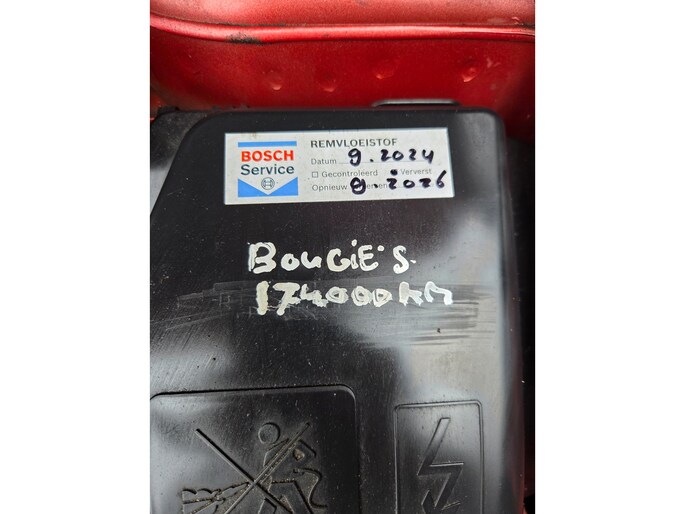 BOSCH
Service
REMVLOEISTOF
Datum 9.2024
Gecontroleerd Ververst
Opnieuw 9.2026
BOUGIE'S.
174000km